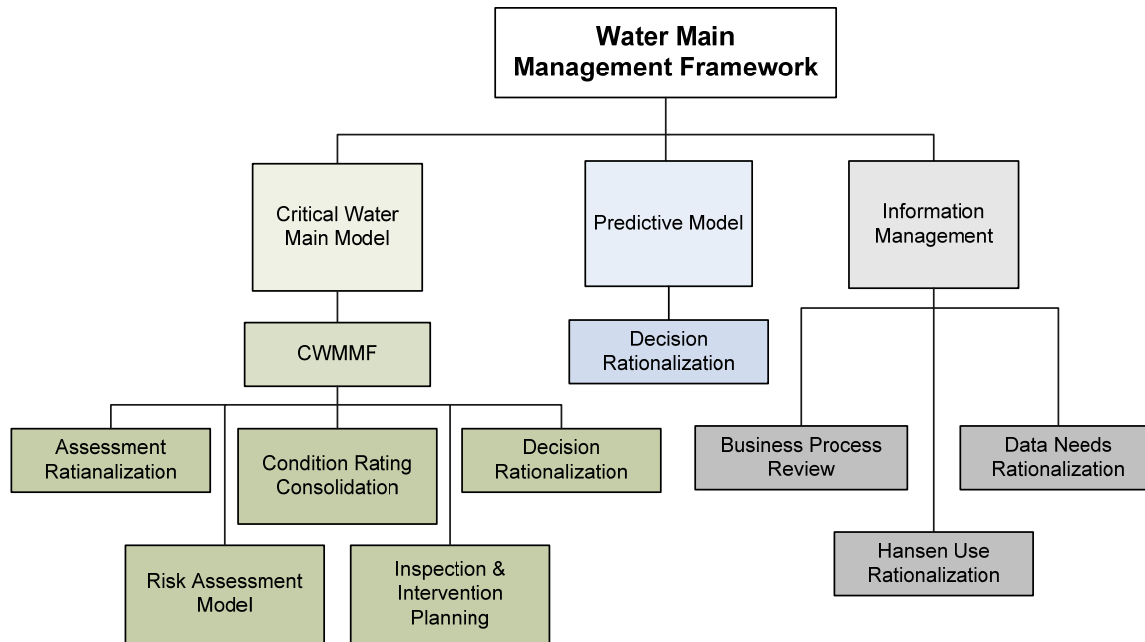 Water Main
Management Framework
Critical Water
Main Model
Predictive Model
Information
Management
CWMMF
Decision
Rationalization
Assessment
Ratianalization
Condition Rating
Consolidation
Decision
Rationalization
Business Process
Review
Data Needs
Rationalization
Risk Assessment
Model
Inspection &
Intervention
Planning
Hansen Use
Rationalization